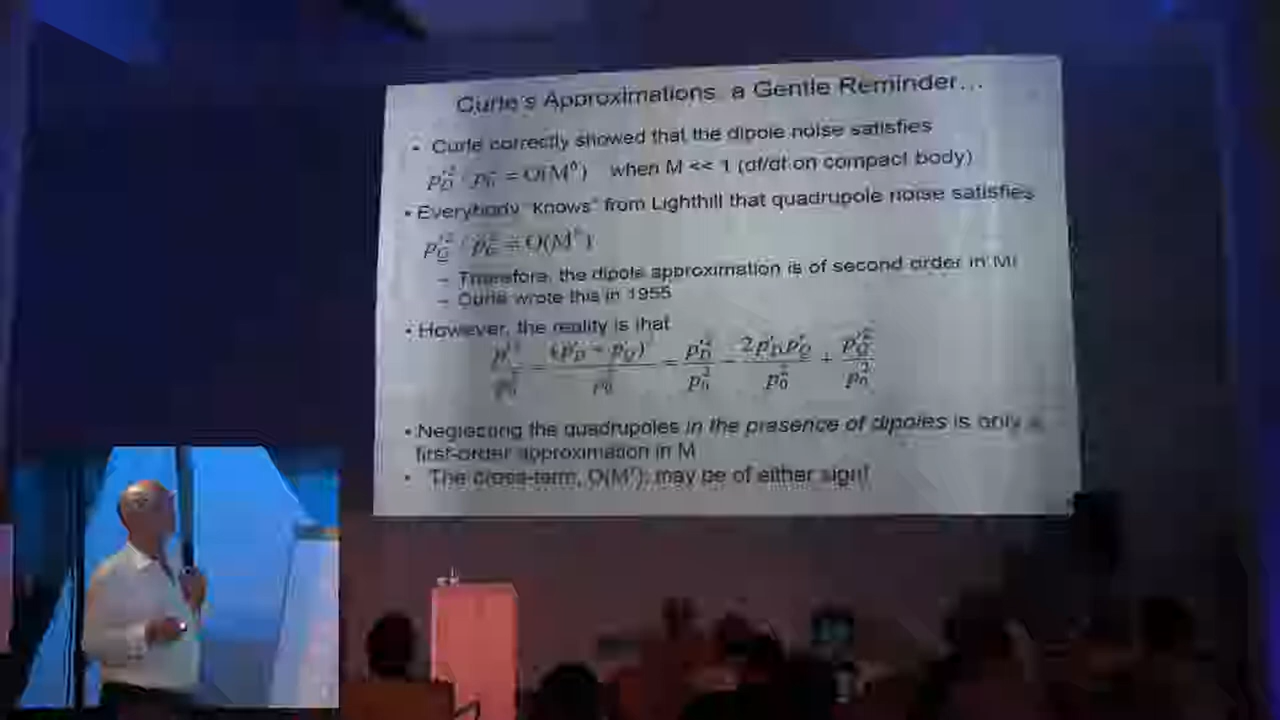 Curle's Approximations, a Gentle Reminder...
• Curle correctly showed that the dipole noise satisfies
p′_D² / p₀² = O(M⁶) when M << 1 (df/dt on compact body)
• Everybody "knows" from Lighthill that quadrupole noise satisfies
– Therefore, the dipole approximation is of second order in M!
– Curle wrote this in 1955
• However, the reality is that
• Neglecting the quadrupoles in the presence of dipoles is only a
first-order approximation in M
• The cross-term, may be of either sign!